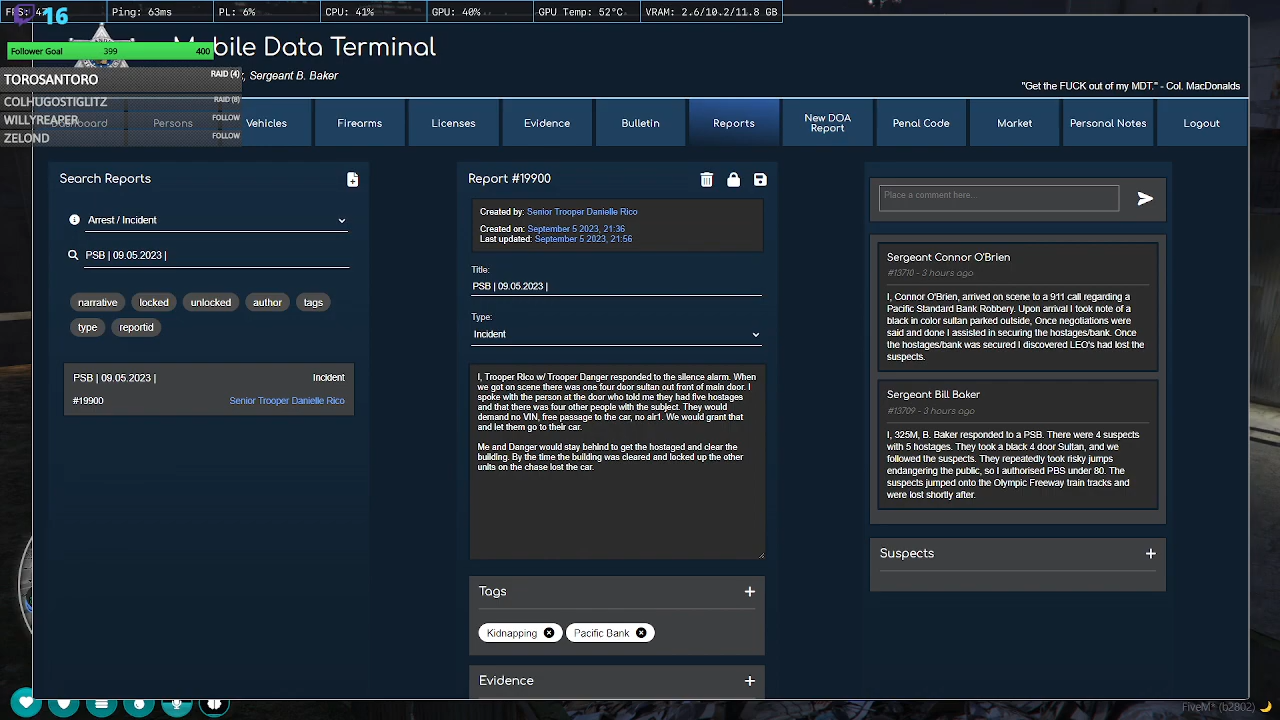 Ping: 63ms
PL: 6%
CPU: 41%
GPU: 40%
GPU Temp: 52°C
VRAM: 2.6/10.2/11.8 GB
16
Follower Goal 399 400
TOROSANTORO RAID (4)
COLHUGOSTIGLITZ RAID (8)
WILLYREAPER FOLLOW
ZELOND FOLLOW
Mobile Data Terminal
Sergeant B. Baker
"Get the FUCK out of my MDT." - Col. MacDonalds
Persons
Vehicles
Firearms
Licenses
Evidence
Bulletin
Reports
New DOA
Report
Penal Code
Market
Personal Notes
Logout
Search Reports
Arrest / Incident
PSB | 09.05.2023 |
narrative locked unlocked author tags
type reportid
PSB | 09.05.2023 | Incident
#19900 Senior Trooper Danielle Rico
Report #19900
Created by: Senior Trooper Danielle Rico
Created on: September 5 2023, 21:36
Last updated: September 5 2023, 21:56
Title:
PSB | 09.05.2023 |
Type:
Incident
I, Trooper Rico w/ Trooper Danger responded to the silence alarm. When
we got on scene there was one four door sultan out front of main door. I
spoke with the person at the door who told me they had five hostages
and that there was four other people with the subject. They would
demand no VIN, free passage to the car, no air1. We would grant that
and let them go to their car.
Me and Danger would stay behind to get the hostaged and clear the
building. By the time the building was cleared and locked up the other
units on the chase lost the car.
Tags
Kidnapping
Pacific Bank
Evidence
Place a comment here...
Sergeant Connor O'Brien
#13710 - 3 hours ago
I, Connor O'Brien, arrived on scene to a 911 call regarding a
Pacific Standard Bank Robbery. Upon arrival I took note of a
black in color sultan parked outside, Once negotiations were
said and done I assisted in securing the hostages/bank. Once
the hostages/bank was secured I discovered LEO's had lost the
suspects.
Sergeant Bill Baker
#13709 - 3 hours ago
I, 325M, B. Baker responded to a PSB. There were 4 suspects
with 5 hostages. They took a black 4 door Sultan, and we
followed the suspects. They repeatedly took risky jumps
endangering the public, so I authorised PBS under 80. The
suspects jumped onto the Olympic Freeway train tracks and
were lost shortly after.
Suspects
FiveM* (b2802)